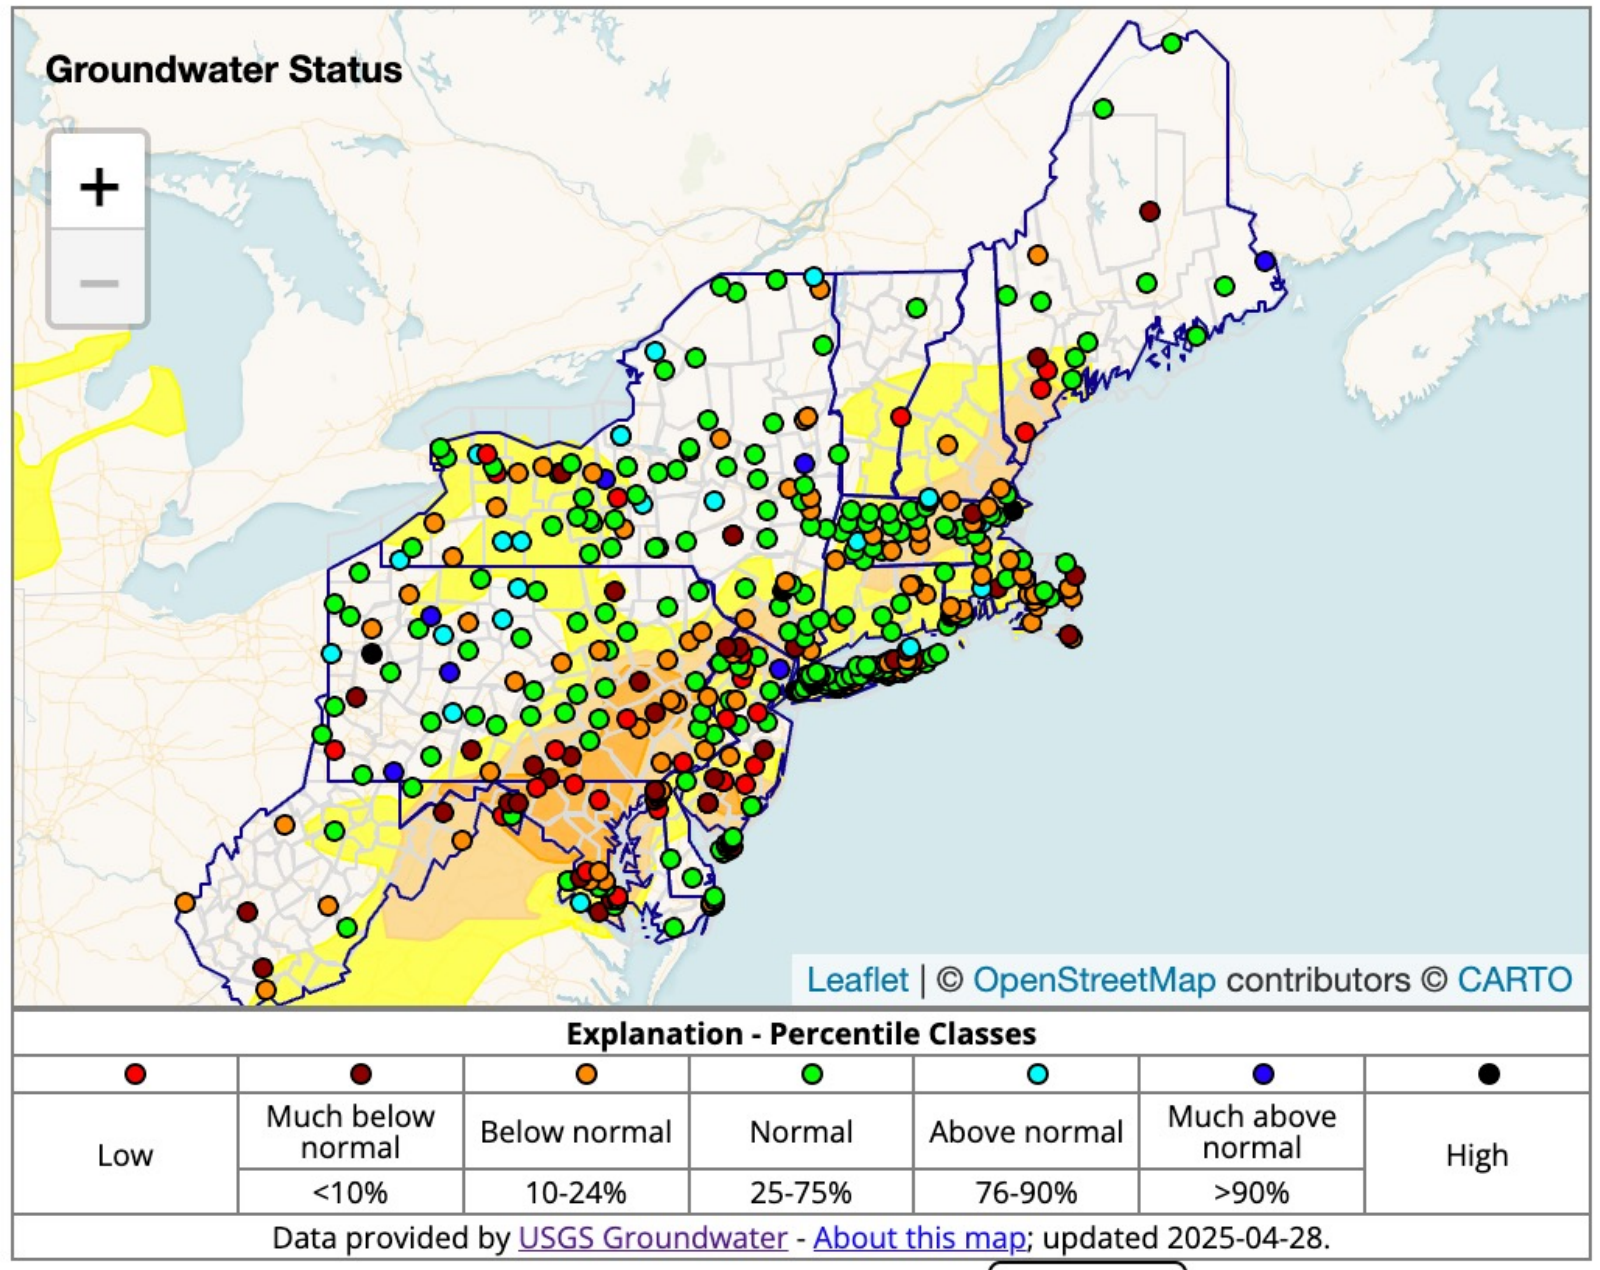 Groundwater Status
+
−
Leaflet | © OpenStreetMap contributors © CARTO
Explanation - Percentile Classes
Low
Much below normal
<10%
Below normal
10-24%
Normal
25-75%
Above normal
76-90%
Much above normal
>90%
High
Data provided by USGS Groundwater - About this map; updated 2025-04-28.